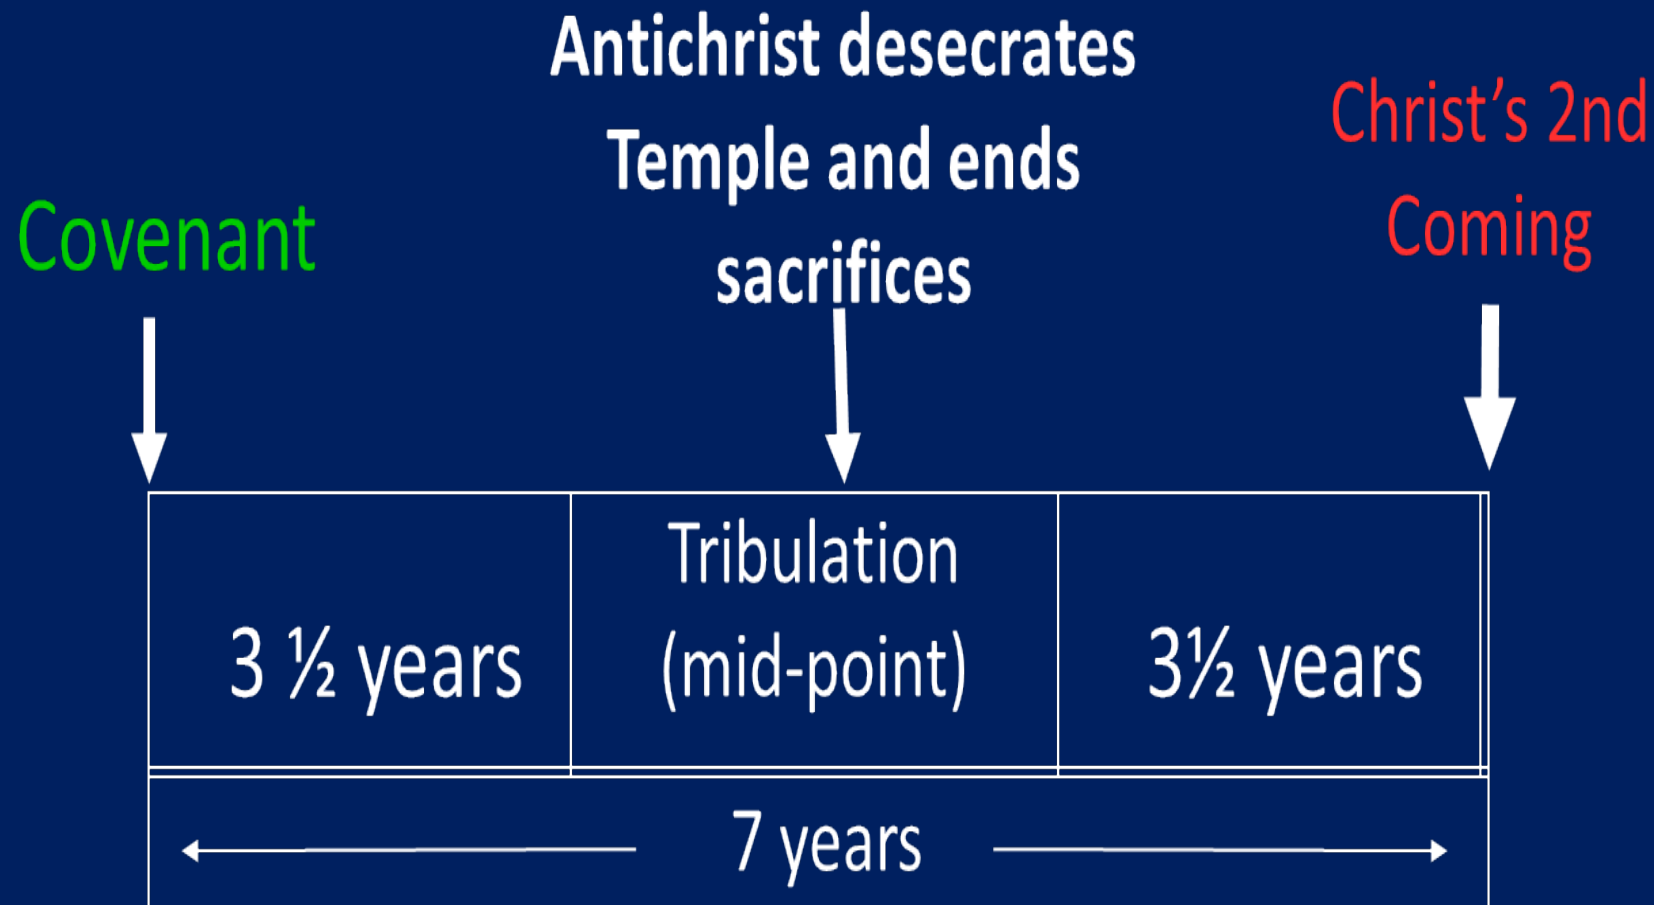 Antichrist desecrates
Temple and ends
sacrifices
Christ’s 2nd
Coming
Covenant
3 ½ years
Tribulation
(mid-point)
3½ years
7 years